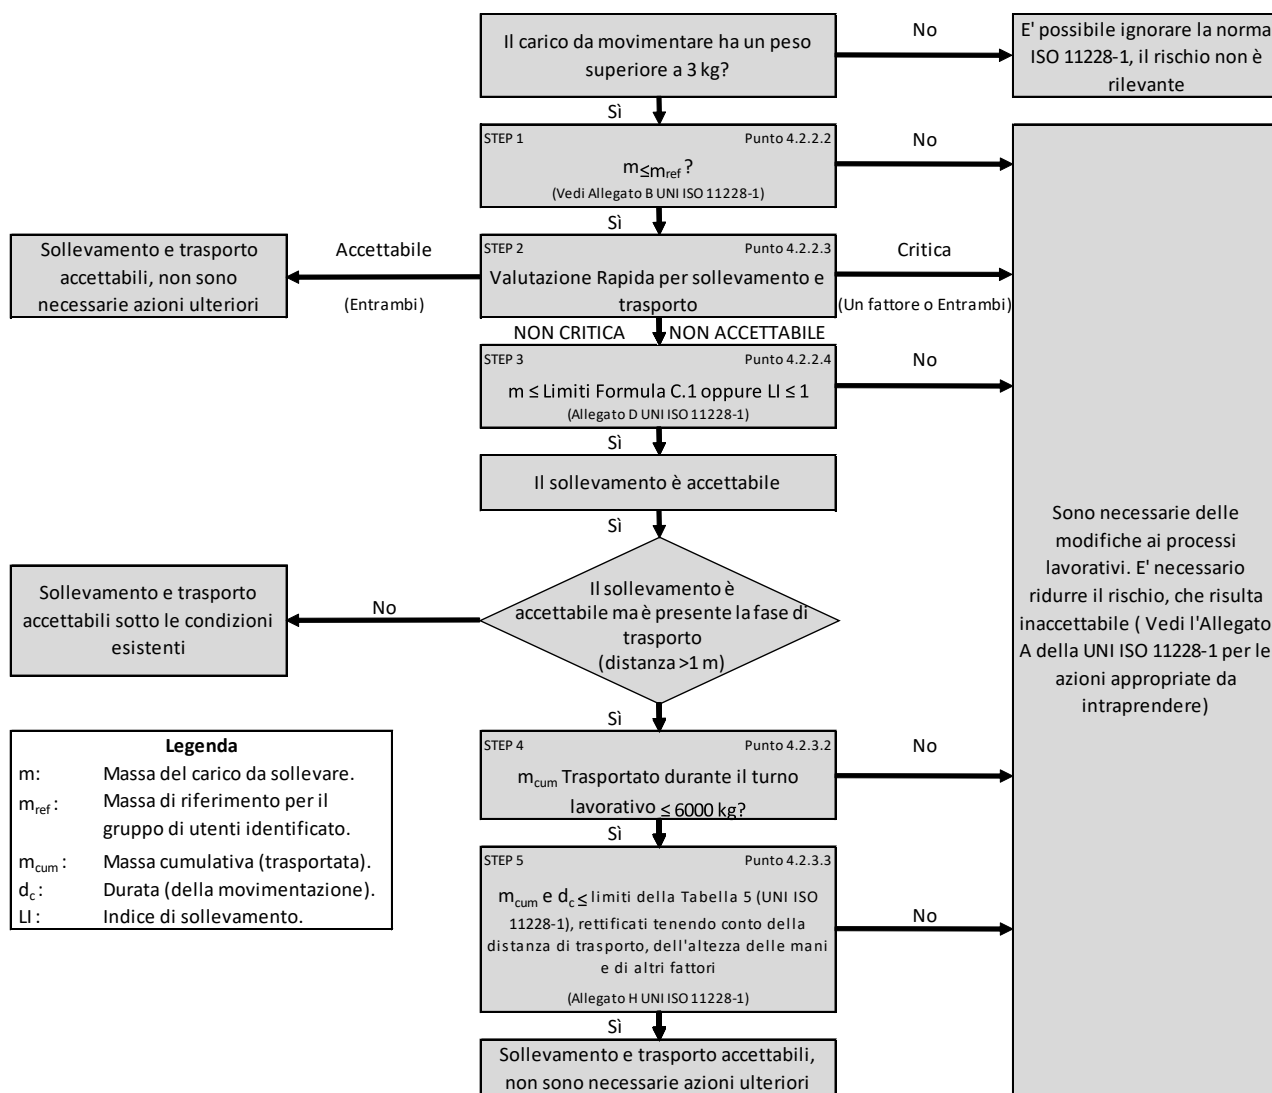 Il carico da movimentare ha un peso
superiore a 3 kg?
No
E' possibile ignorare la norma
ISO 11228-1, il rischio non è
rilevante
Sì
STEP 1
Punto 4.2.2.2
m≤mref ?
(Vedi Allegato B UNI ISO 11228-1)
No
Sì
Sollevamento e trasporto
accettabili, non sono
necessarie azioni ulteriori
Accettabile
(Entrambi)
STEP 2
Punto 4.2.2.3
Valutazione Rapida per sollevamento e
trasporto
Critica
(Un fattore o Entrambi)
NON CRITICA
NON ACCETTABILE
STEP 3
Punto 4.2.2.4
m ≤ Limiti Formula C.1 oppure LI ≤ 1
(Allegato D UNI ISO 11228-1)
No
Sì
Il sollevamento è accettabile
Sì
Sollevamento e trasporto
accettabili sotto le condizioni
esistenti
No
Il sollevamento è
accettabile ma è presente la fase di
trasporto
(distanza >1 m)
Sono necessarie delle
modifiche ai processi
lavorativi. E' necessario
ridurre il rischio, che risulta
inaccettabile ( Vedi l'Allegato
A della UNI ISO 11228-1 per le
azioni appropriate da
intraprendere)
Sì
STEP 4
Punto 4.2.3.2
mcum Trasportato durante il turno
lavorativo ≤ 6000 kg?
No
Sì
STEP 5
Punto 4.2.3.3
mcum e dc ≤ limiti della Tabella 5 (UNI ISO
11228-1), rettificati tenendo conto della
distanza di trasporto, dell'altezza delle mani
e di altri fattori
(Allegato H UNI ISO 11228-1)
No
Sì
Sollevamento e trasporto accettabili,
non sono necessarie azioni ulteriori
Legenda
m: Massa del carico da sollevare.
mref : Massa di riferimento per il
gruppo di utenti identificato.
mcum : Massa cumulativa (trasportata).
dc : Durata (della movimentazione).
LI : Indice di sollevamento.